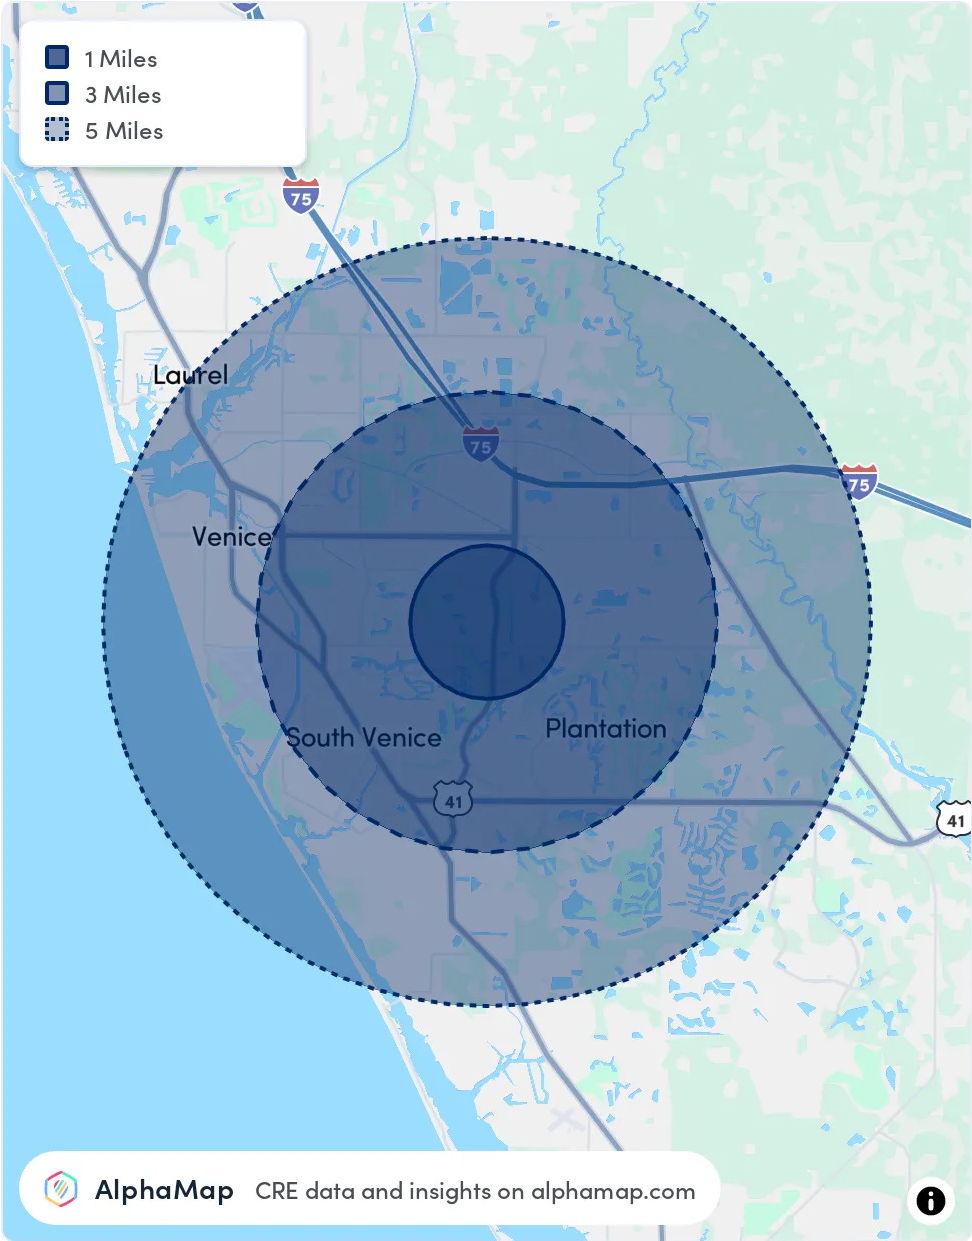 1 Miles
3 Miles
5 Miles
75
Laurel
75
75
Venice
Plantation
South Venice
41
41
AlphaMap CRE data and insights on alphamap.com